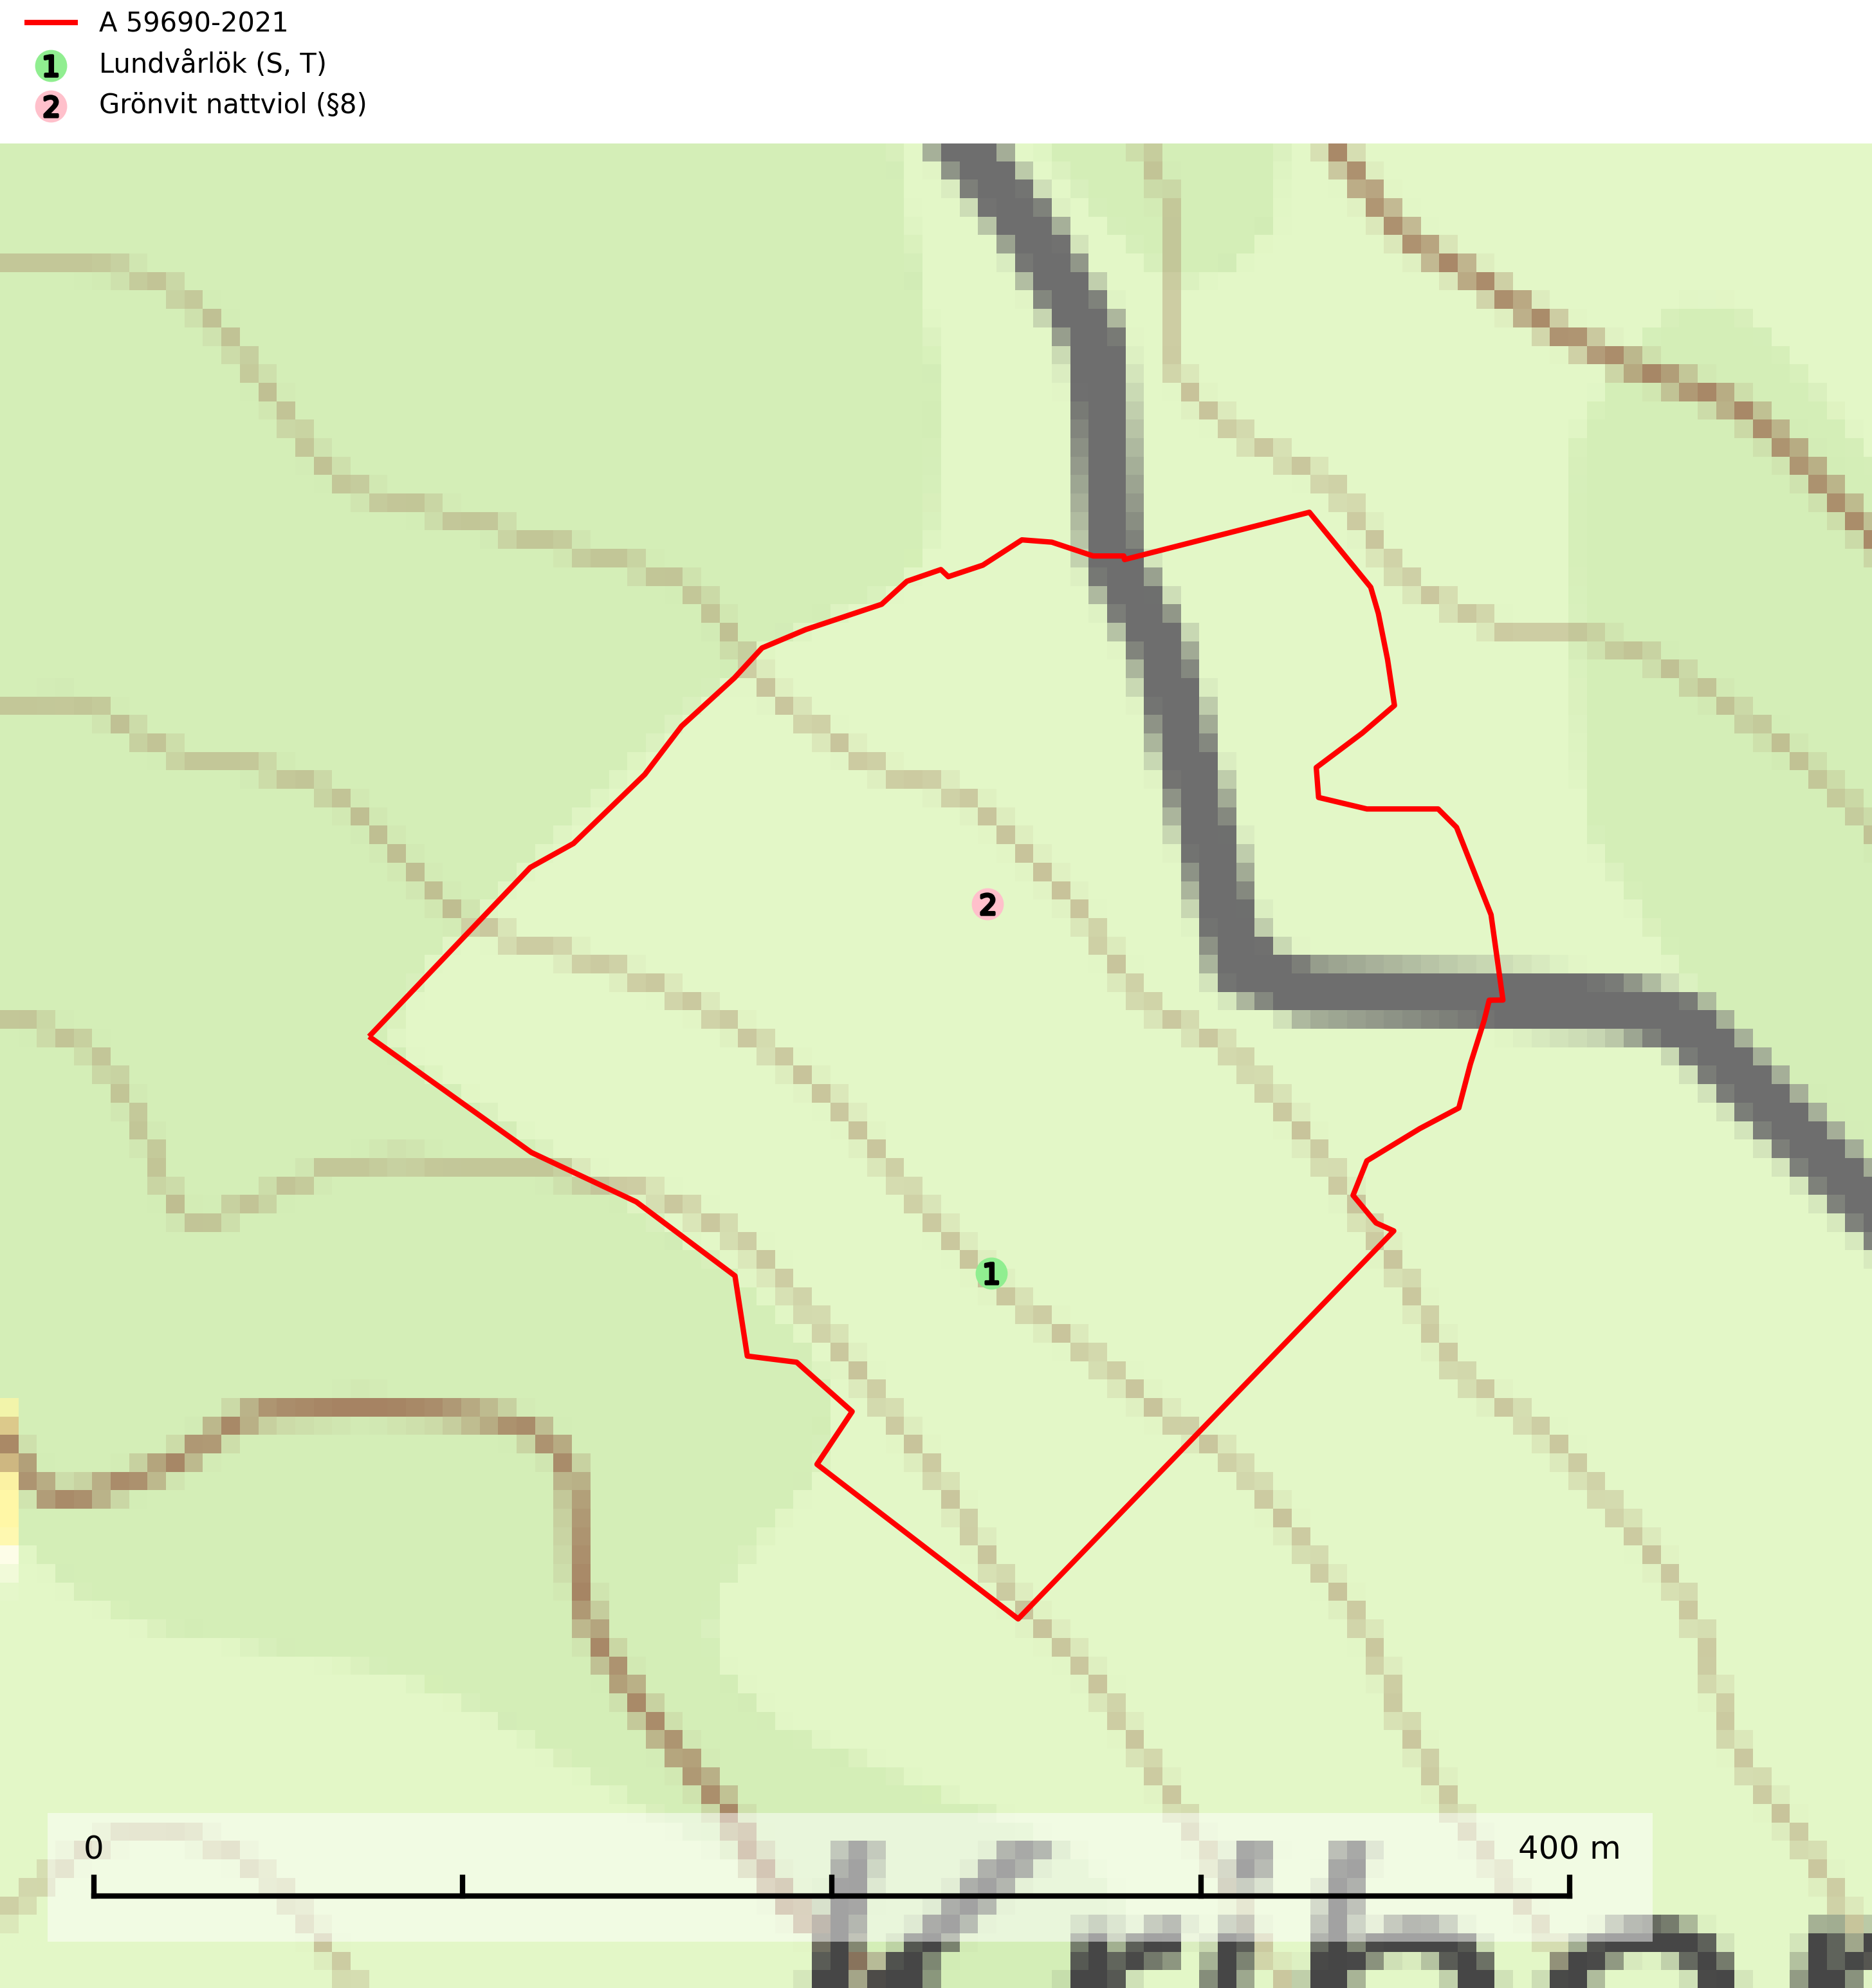 A 59690-2021
1 Lundvårlök (S, T)
2 Grönvit nattviol (§8)
2
1
0 400 m